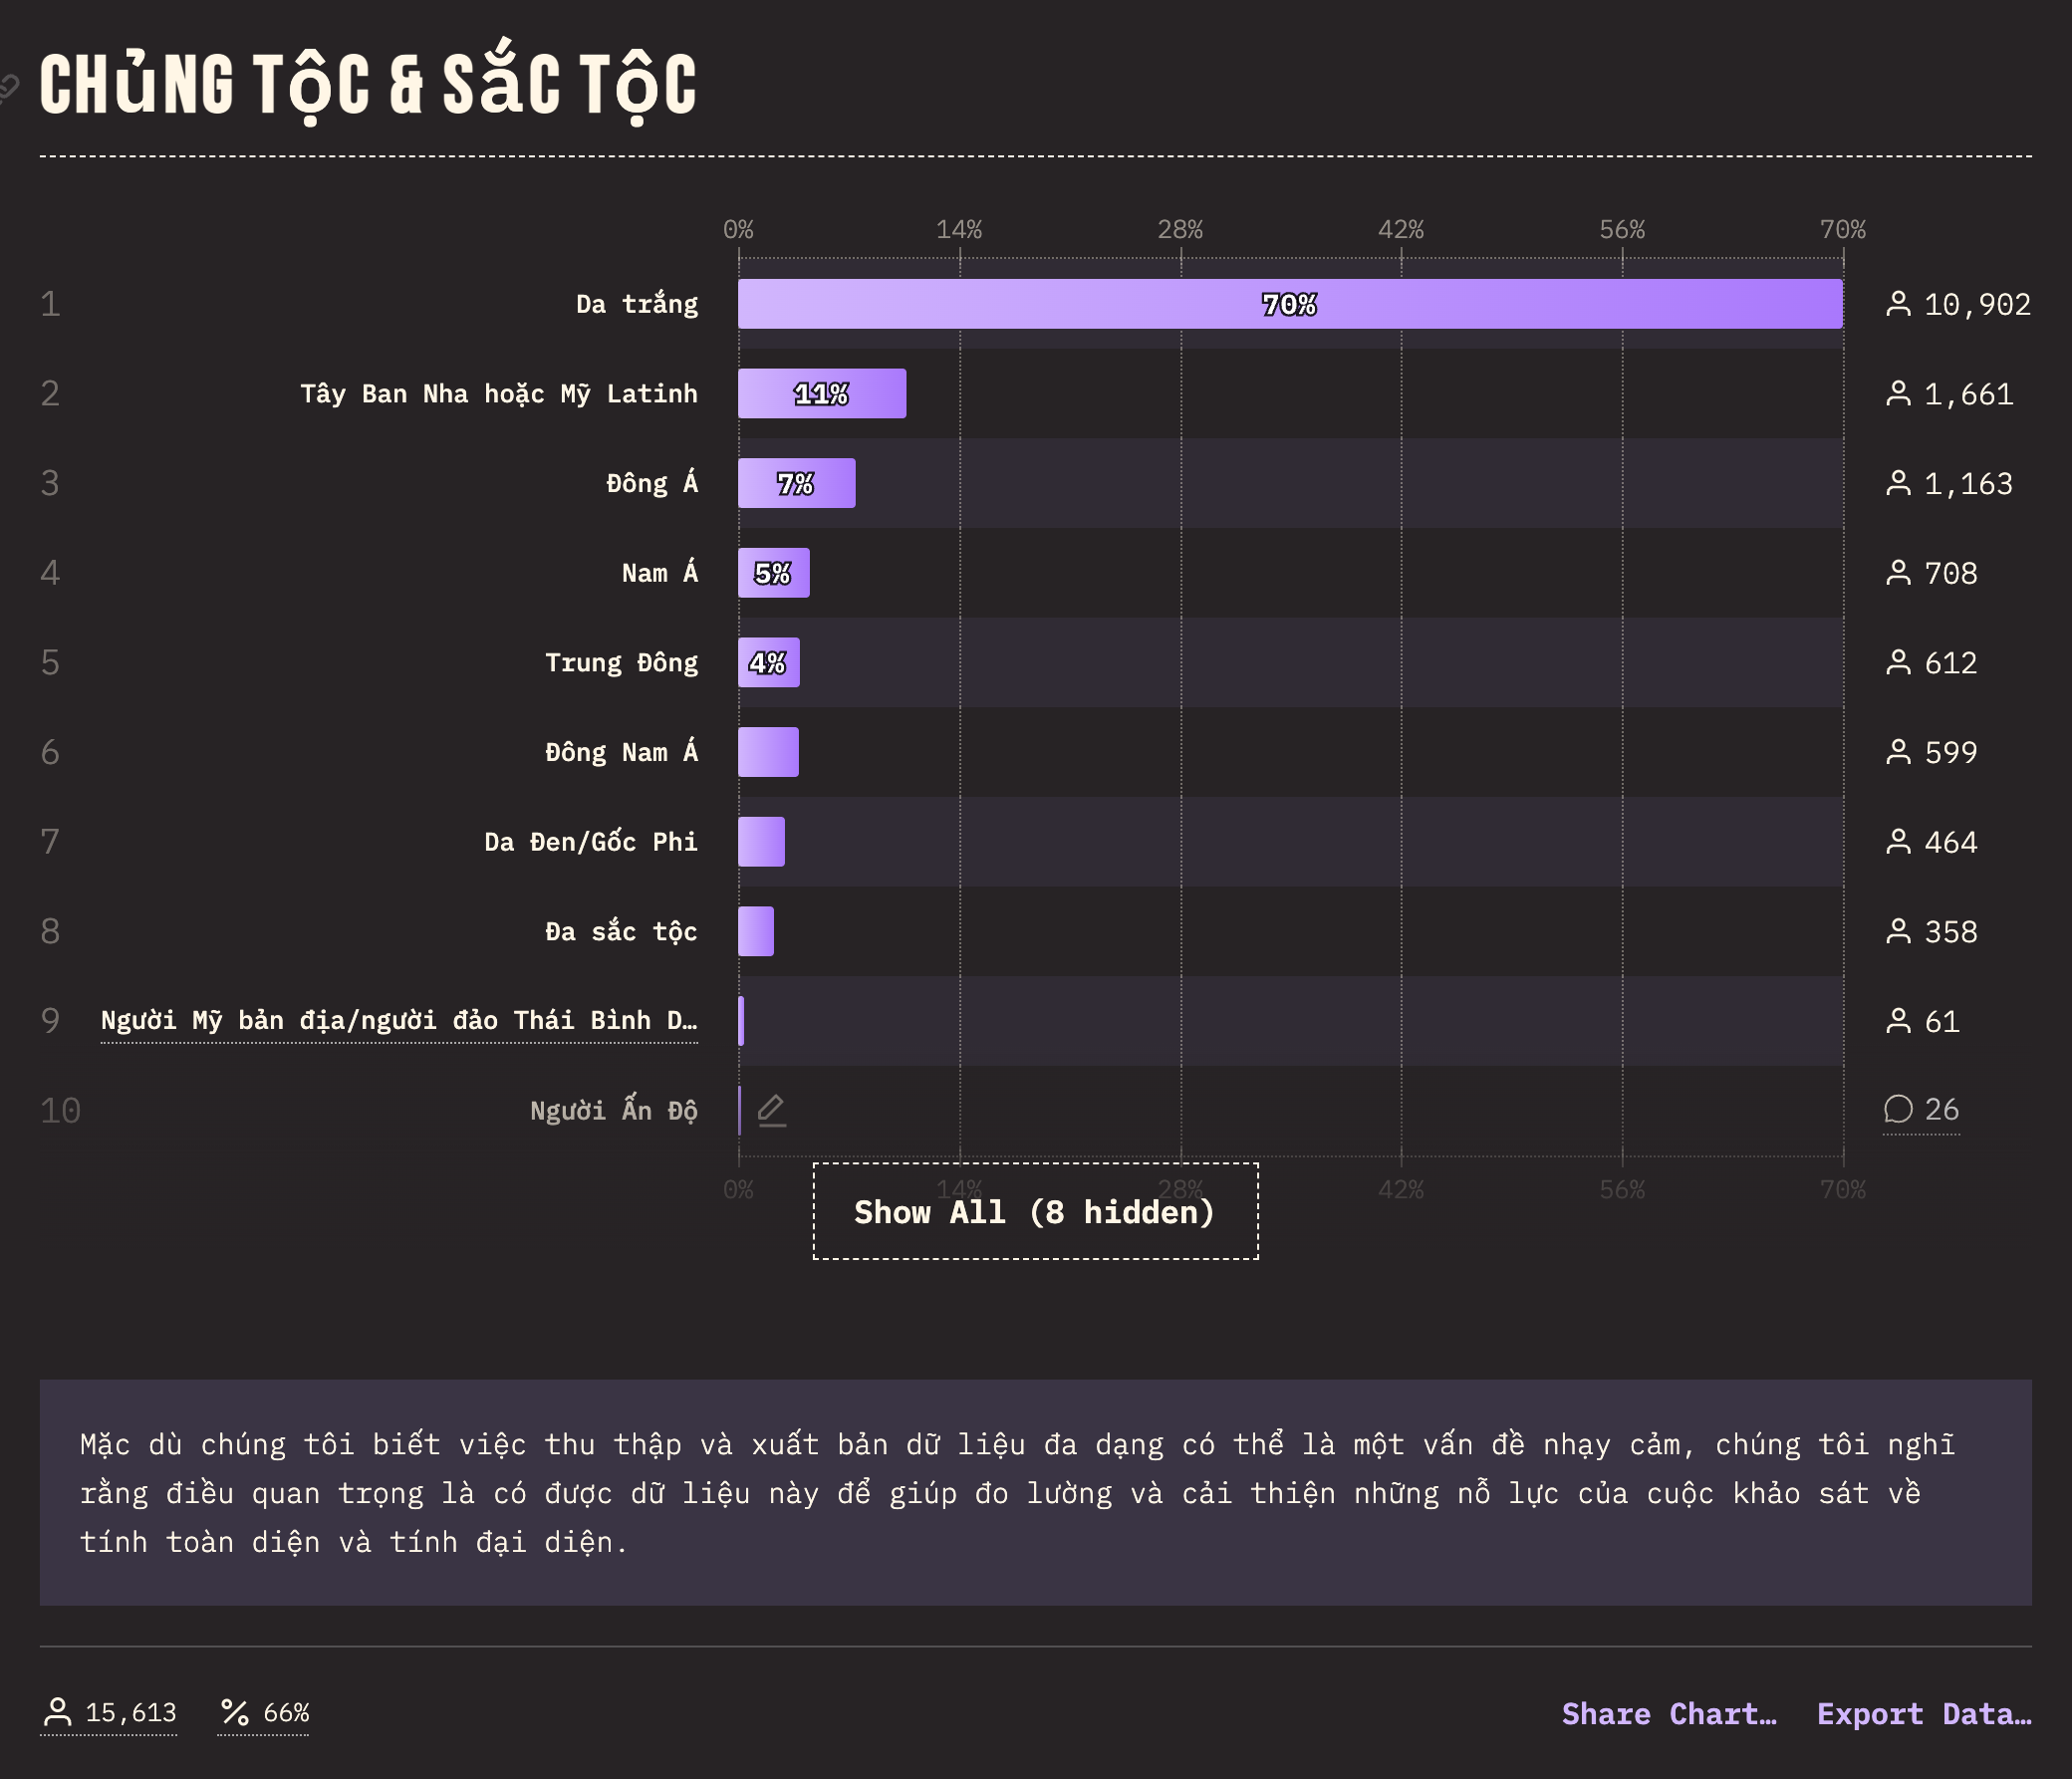 CHủNG TỘC & SắC TỘC
0% 14% 28% 42% 56% 70%
1 Da trắng 70% 10,902
2 Tây Ban Nha hoặc Mỹ Latinh 11% 1,661
3 Đông Á 7% 1,163
4 Nam Á 5% 708
5 Trung Đông 4% 612
6 Đông Nam Á 599
7 Da Đen/Gốc Phi 464
8 Đa sắc tộc 358
9 Người Mỹ bản địa/người đảo Thái Bình D… 61
10 Người Ấn Độ 26
0% 14% 28% 42% 56% 70%
Show All (8 hidden)
Mặc dù chúng tôi biết việc thu thập và xuất bản dữ liệu đa dạng có thể là một vấn đề nhạy cảm, chúng tôi nghĩ
rằng điều quan trọng là có được dữ liệu này để giúp đo lường và cải thiện những nỗ lực của cuộc khảo sát về
tính toàn diện và tính đại diện.
15,613 % 66% Share Chart… Export Data…